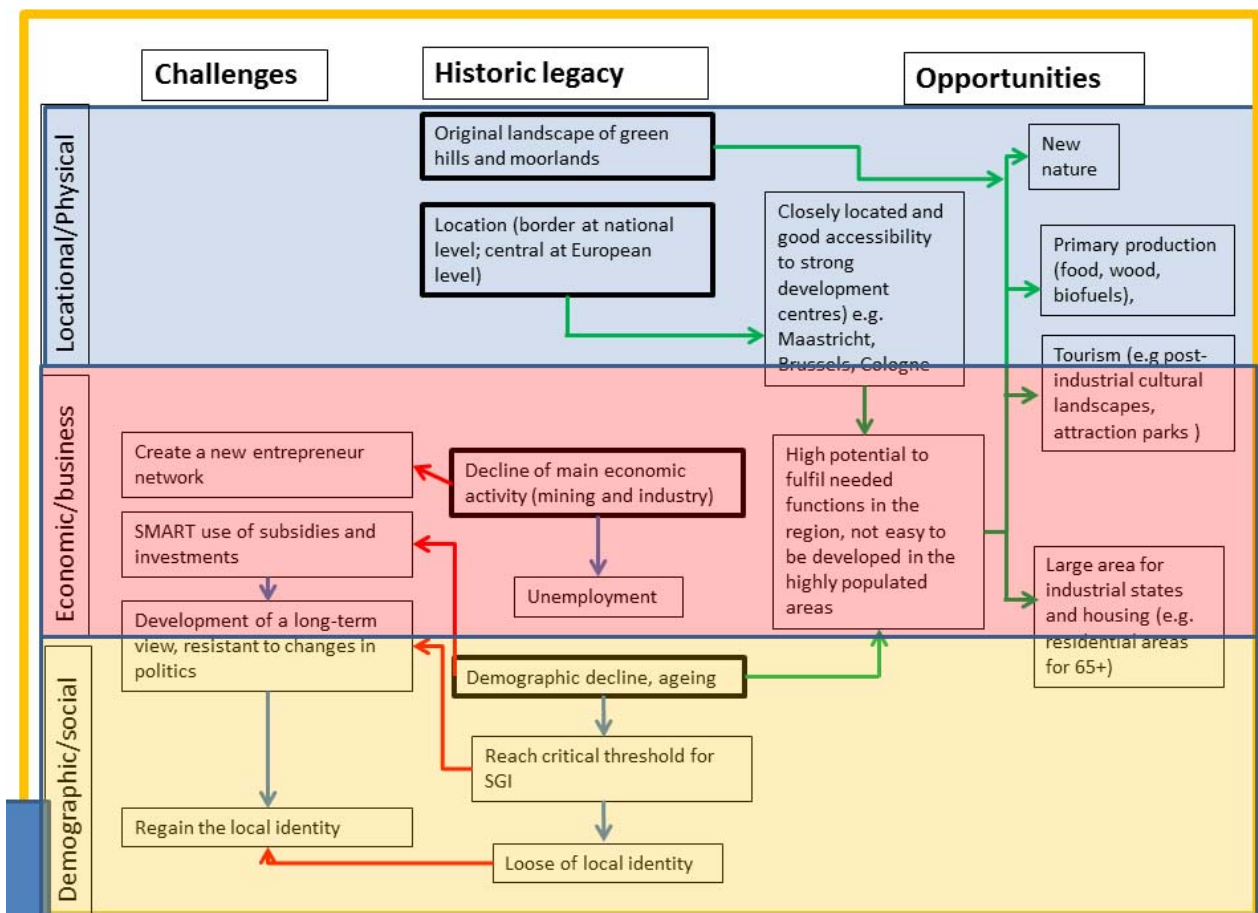 Challenges
Historic legacy
Opportunities
Locational/Physical
Original landscape of green
hills and moorlands
Location (border at national
level; central at European
level)
Closely located and
good accessibility
to strong
development
centres) e.g.
Maastricht,
Brussels, Cologne
New
nature
Primary production
(food, wood,
biofuels),
Tourism (e.g post-
industrial cultural
landscapes,
attraction parks )
Economic/business
Create a new entrepreneur
network
SMART use of subsidies and
investments
Development of a long-term
view, resistant to changes in
politics
Decline of main economic
activity (mining and industry)
Unemployment
High potential to
fulfil needed
functions in the
region, not easy to
be developed in the
highly populated
areas
Large area for
industrial states
and housing (e.g.
residential areas
for 65+)
Demographic/social
Demographic decline, ageing
Reach critical threshold for
SGI
Regain the local identity
Loose of local identity